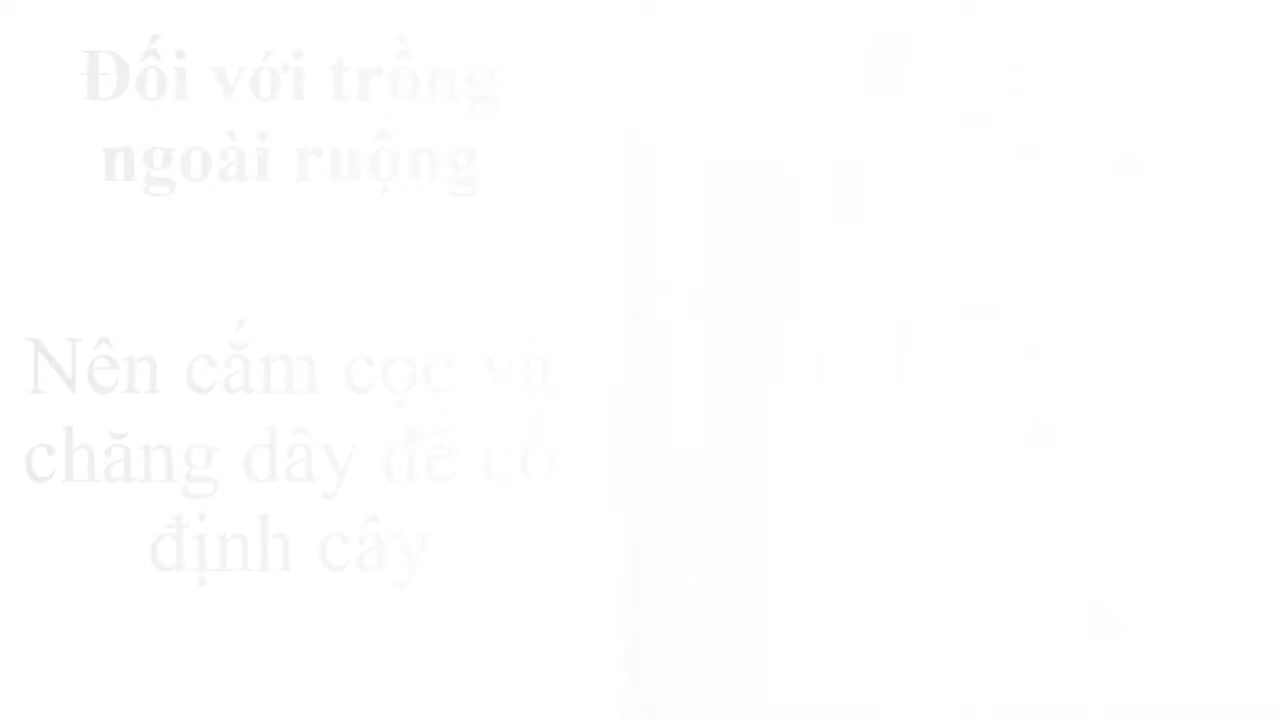 Đối với trồng
ngoài ruộng
Nên cắm cọc và
chăng dây để cố
định cây